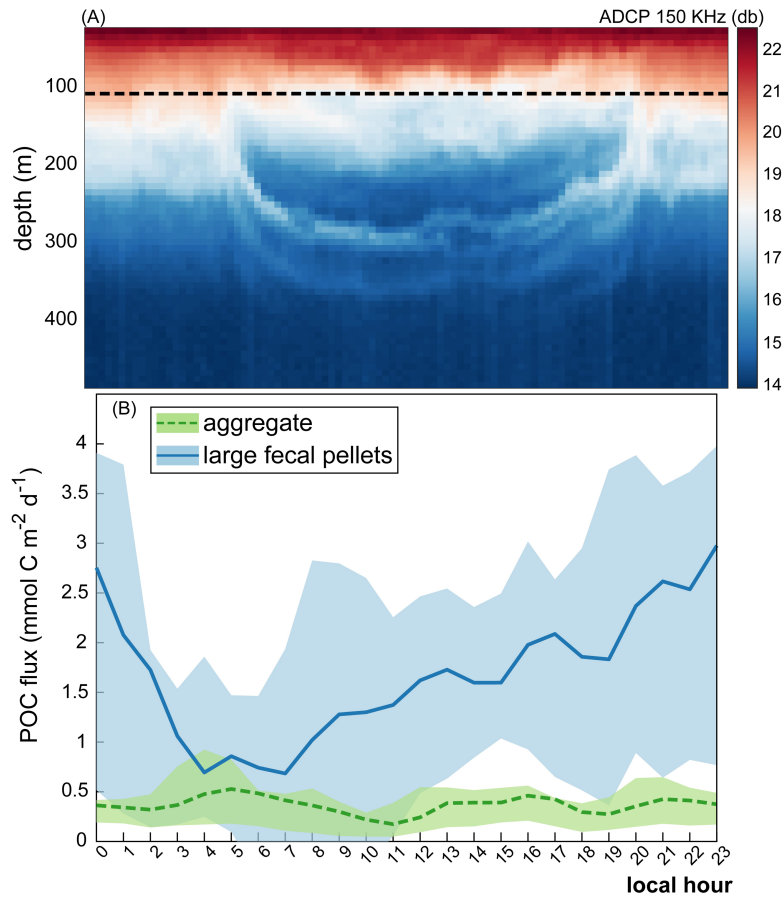 (A) ADCP 150 KHz (db)
depth (m)
100
200
300
400
22
21
20
19
18
17
16
15
14
(B)
aggregate
large fecal pellets
POC flux (mmol C m⁻² d⁻¹)
4
3.5
3
2.5
2
1.5
1
0.5
0
0 1 2 3 4 5 6 7 8 9 10 11 12 13 14 15 16 17 18 19 20 21 22 23
local hour